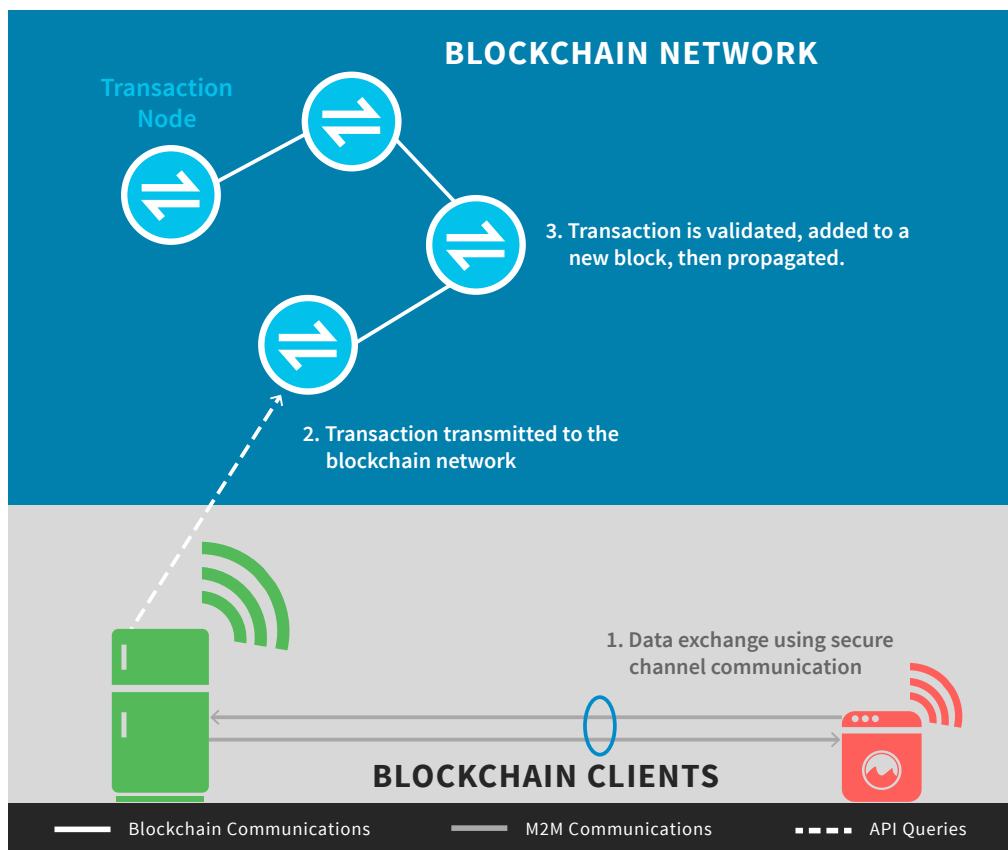 BLOCKCHAIN NETWORK
Transaction
Node
3. Transaction is validated, added to a
new block, then propagated.
2. Transaction transmitted to the
blockchain network
1. Data exchange using secure
channel communication
BLOCKCHAIN CLIENTS
Blockchain Communications
M2M Communications
API Queries